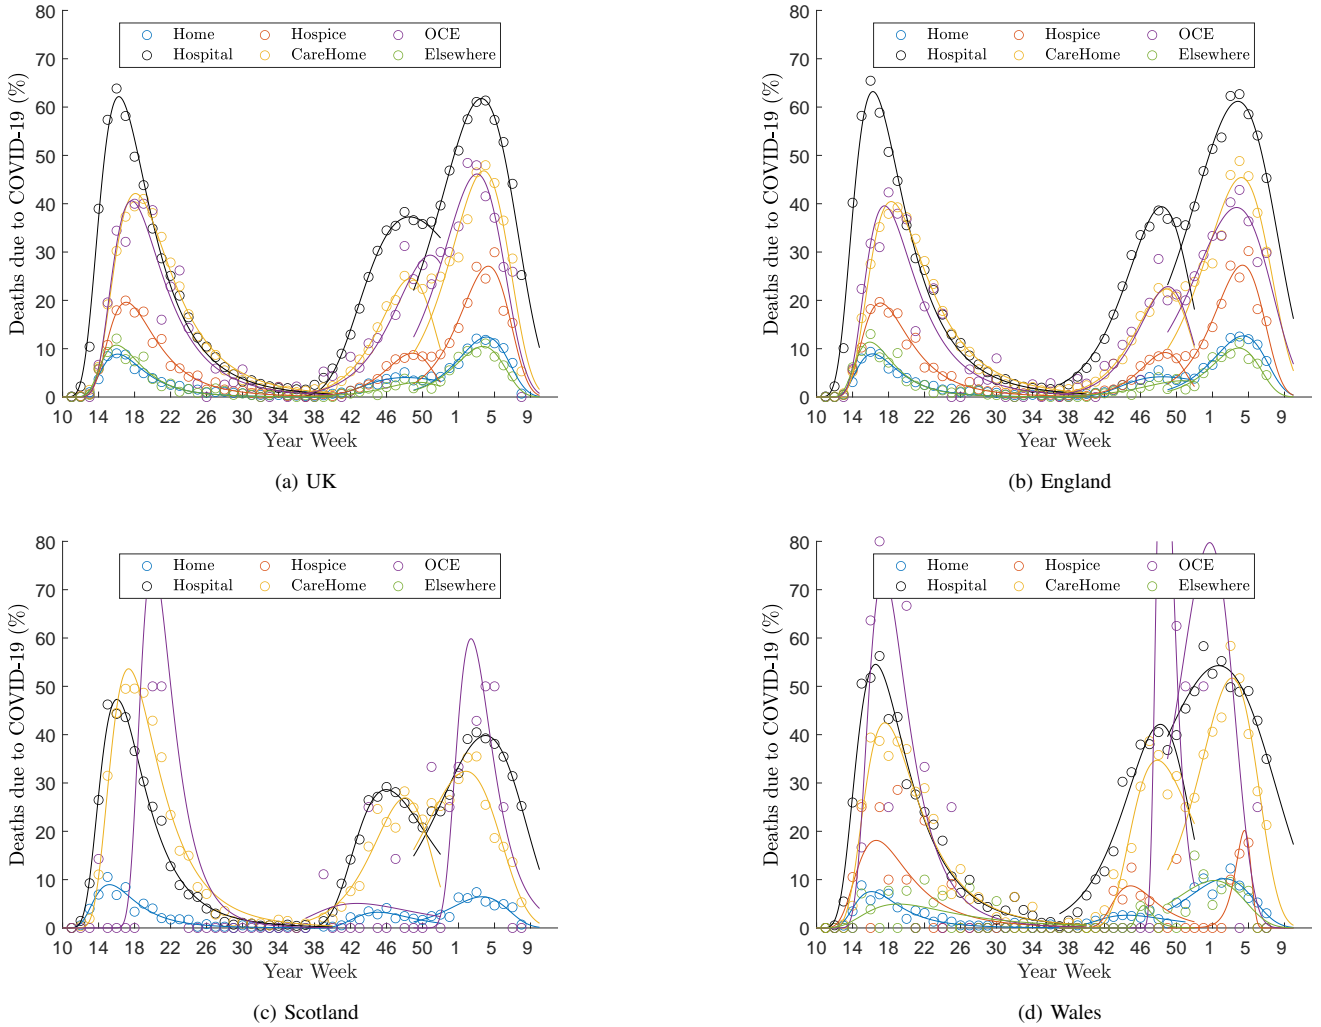 80
70
60
50
40
30
20
10
0
Deaths due to COVID-19 (%)
Home Hospice OCE
Hospital CareHome Elsewhere
10 14 18 22 26 30 34 38 42 50 1 5 9
Year Week
(a) UK
80
70
60
50
40
30
20
10
0
Deaths due to COVID-19 (%)
Home Hospice OCE
Hospital CareHome Elsewhere
10 14 18 22 26 30 34 38 42 46 50 1 5 9
Year Week
(b) England
80
70
60
50
40
30
20
10
0
Deaths due to COVID-19 (%)
Home Hospice OCE
Hospital CareHome Elsewhere
10 14 18 22 26 30 34 38 42 46 50 1 5 9
Year Week
(c) Scotland
80
70
60
50
40
30
20
10
0
Deaths due to COVID-19 (%)
Home Hospice OCE
Hospital CareHome Elsewhere
10 14 18 22 26 30 34 38 42 46 50 1 5 9
Year Week
(d) Wales